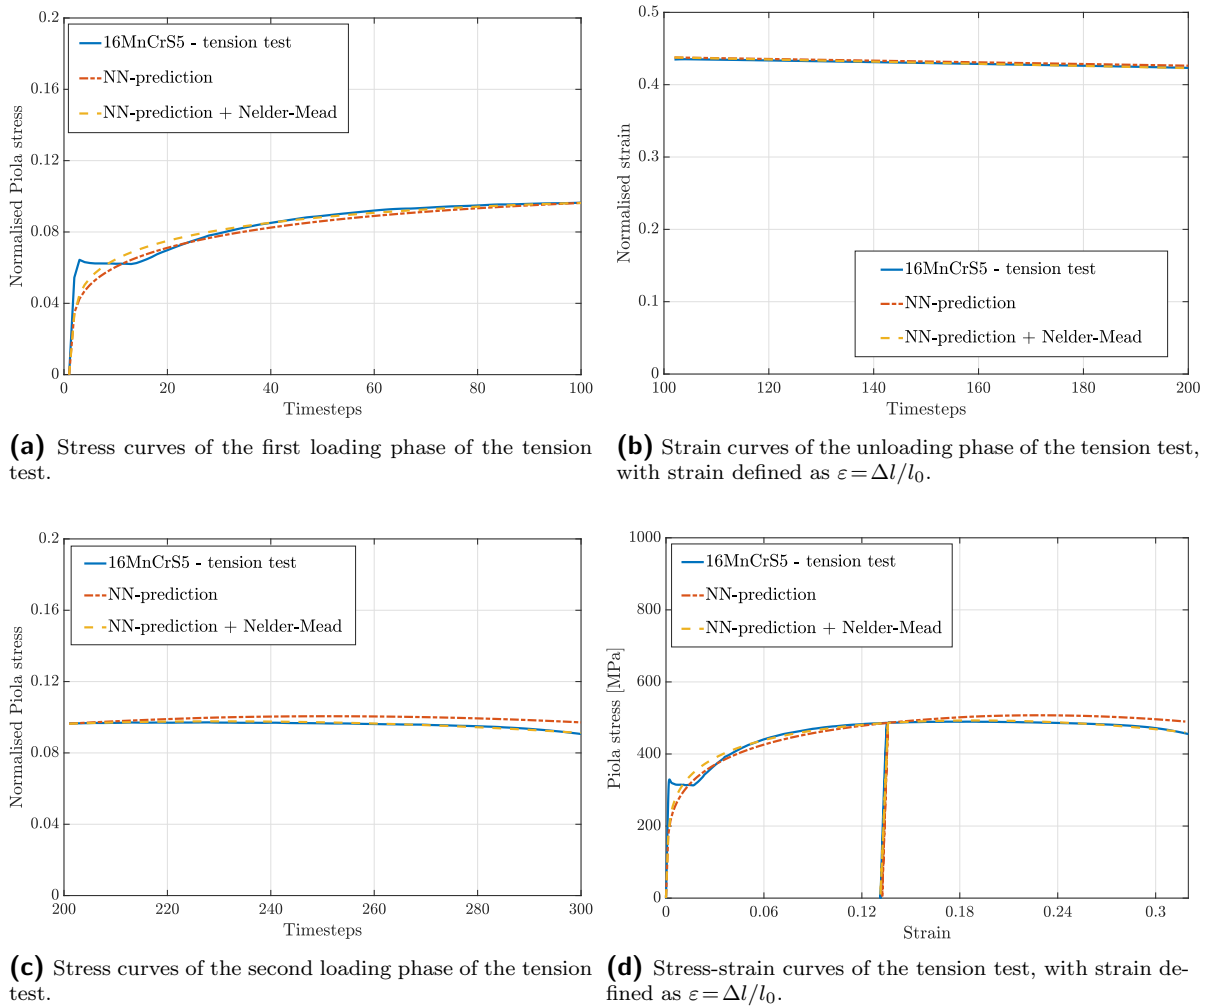 0.2
0.16
0.12
0.08
0.04
0
Normalised Piola stress
16MnCrS5 - tension test
NN-prediction
NN-prediction + Nelder-Mead
0 20 40 60 80 100
Timesteps
(a) Stress curves of the first loading phase of the tension
test.
0.5
0.4
0.3
0.2
0.1
0
Normalised strain
16MnCrS5 - tension test
NN-prediction
NN-prediction + Nelder-Mead
100 120 140 160 180 200
Timesteps
(b) Strain curves of the unloading phase of the tension test,
with strain defined as ε=Δl/l₀.
0.2
0.16
0.12
0.08
0.04
0
Normalised Piola stress
16MnCrS5 - tension test
NN-prediction
NN-prediction + Nelder-Mead
200 220 240 260 280 300
Timesteps
(c) Stress curves of the second loading phase of the tension
test.
1000
800
600
400
200
0
Piola stress [MPa]
16MnCrS5 - tension test
NN-prediction
NN-prediction + Nelder-Mead
0 0.06 0.12 0.18 0.24 0.3
Strain
(d) Stress-strain curves of the tension test, with strain de-
fined as ε=Δl/l₀.